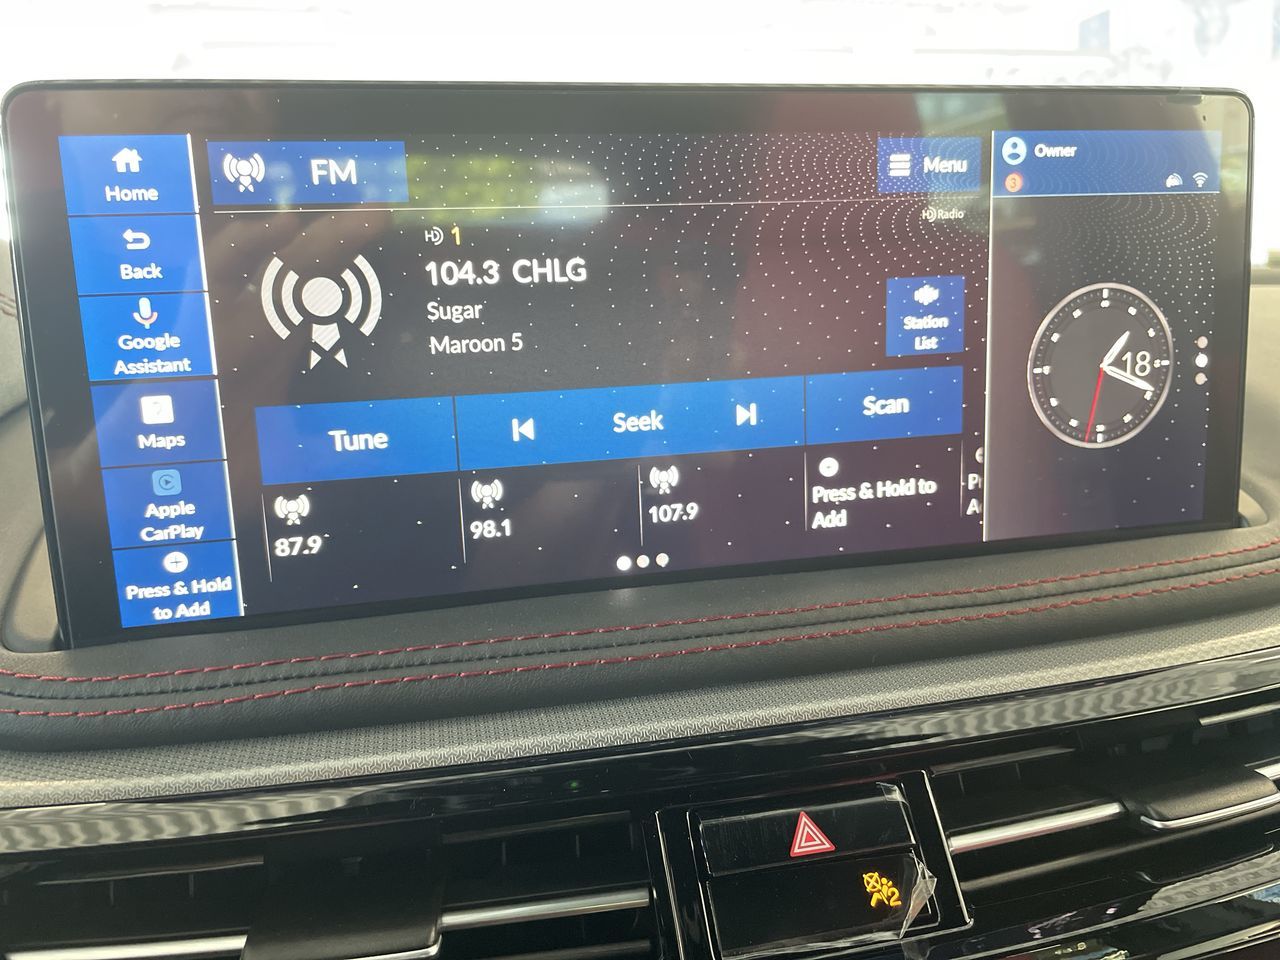 Home
Back
Google
Assistant
Maps
Apple
CarPlay
Press & Hold
to Add
FM
Menu
HD Radio
HD 1
104.3 CHLG
Sugar
Maroon 5
Station
List
Tune
Seek
Scan
87.9
98.1
107.9
Press & Hold to
Add
Owner
3
18
2